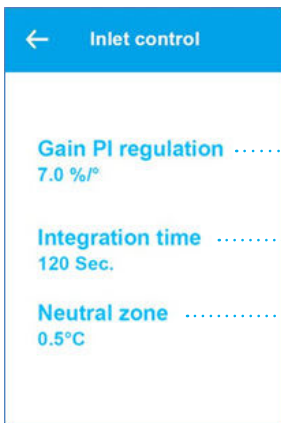 Inlet control
Gain PI regulation
7.0 %/°
Integration time
120 Sec.
Neutral zone
0.5°C